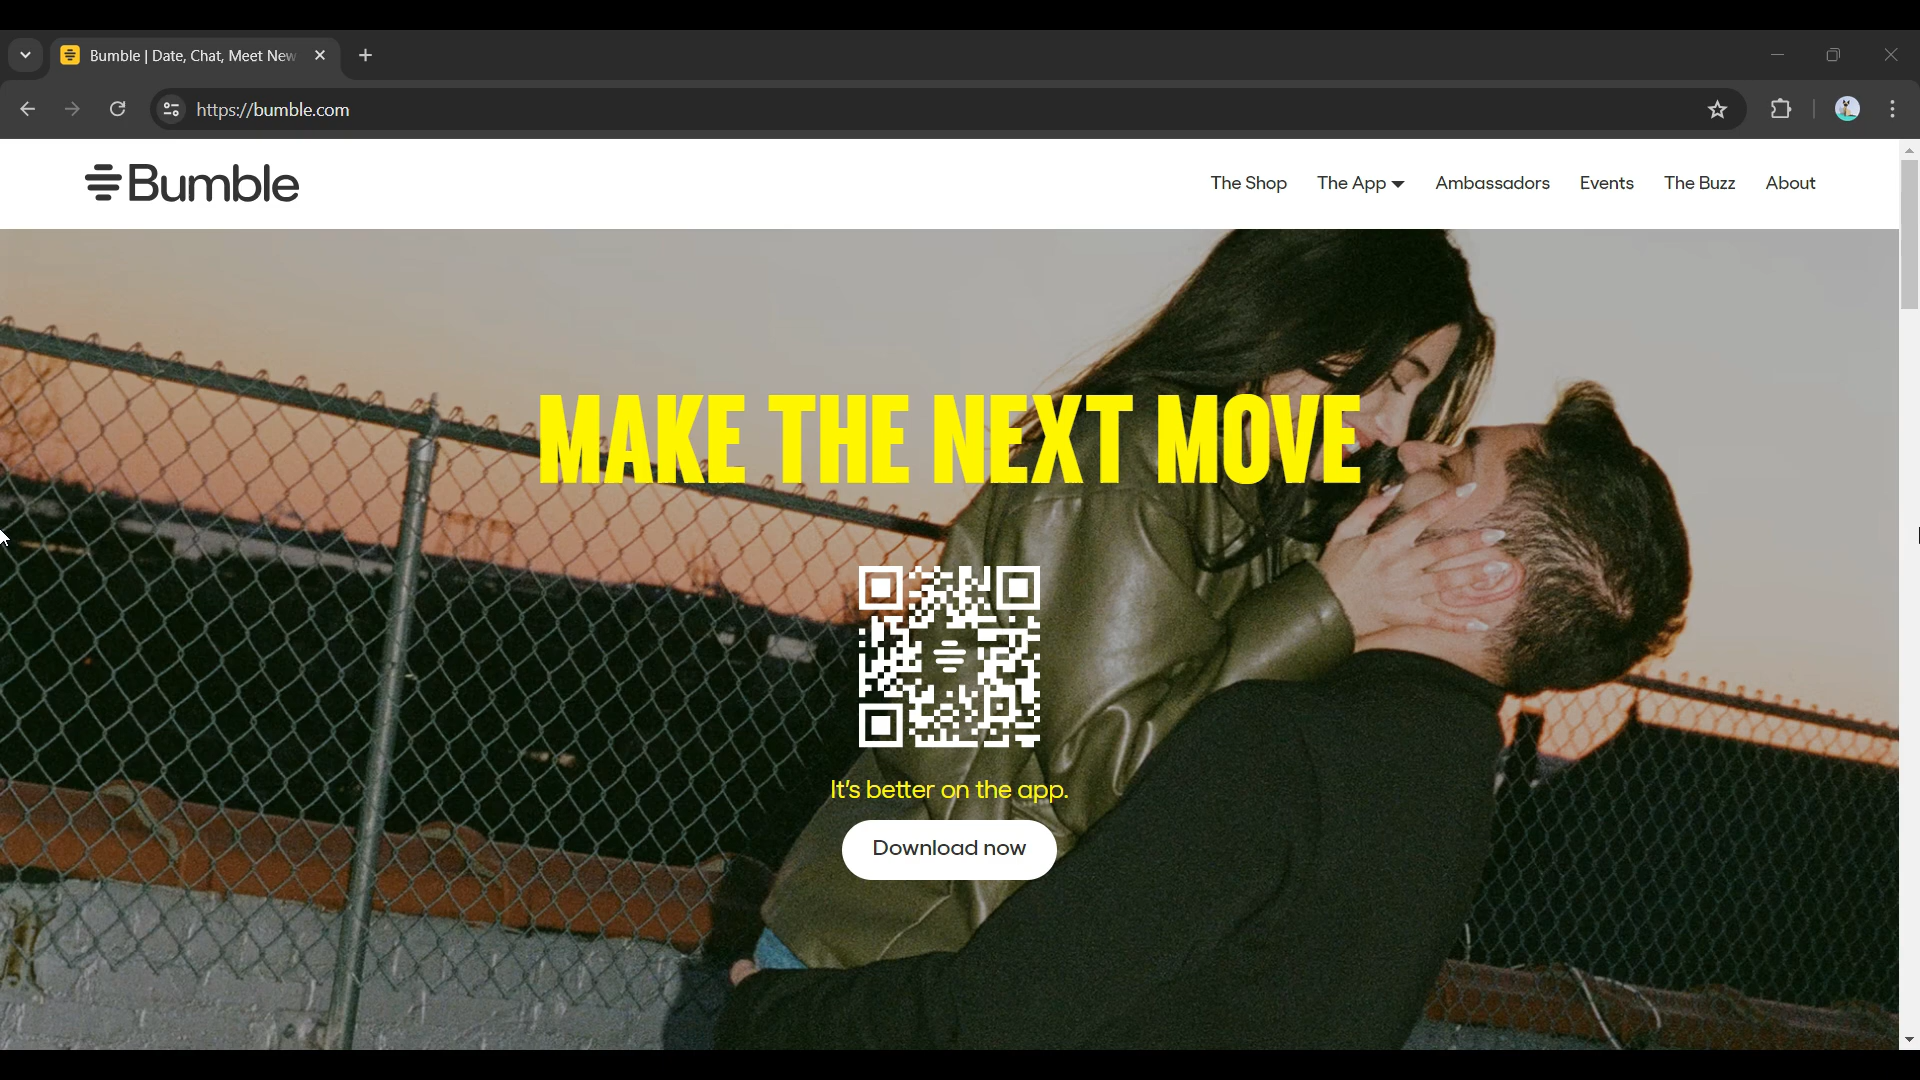 Bumble | Date, Chat, Meet New
https://bumble.com
Bumble
The Shop The App Ambassadors Events The Buzz About
MAKE THE NEXT MOVE
It's better on the app.
Download now